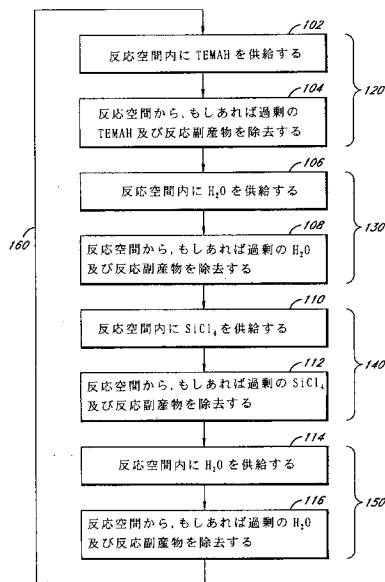 102
反応空間内に TEMAH を供給する
104
反応空間から、もしあれば過剰の
TEMAH 及び反応副産物を除去する
120
106
反応空間内に H₂O を供給する
108
反応空間から、もしあれば過剰の H₂O
及び反応副産物を除去する
130
160
110
反応空間内に SiCl₄ を供給する
112
反応空間から、もしあれば過剰の SiCl₄
及び反応副産物を除去する
140
114
反応空間内に H₂O を供給する
116
反応空間から、もしあれば過剰の H₂O
及び反応副産物を除去する
150